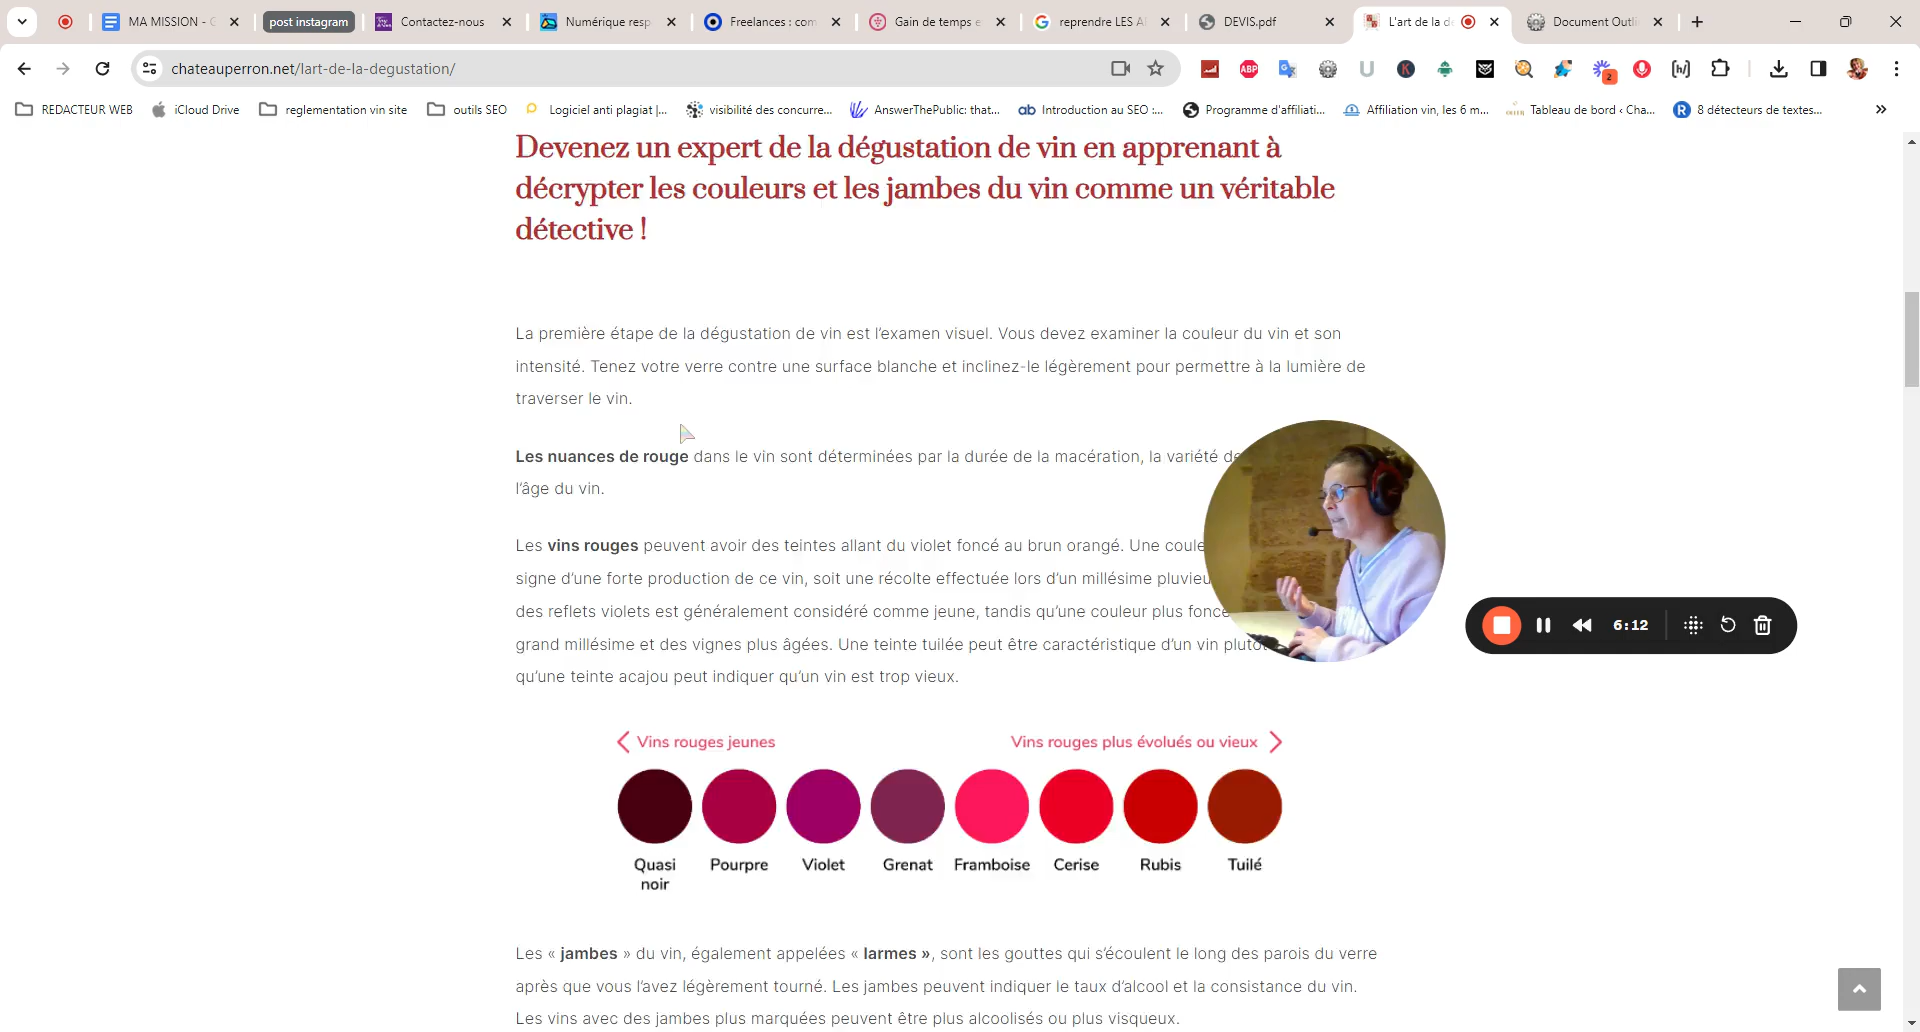 MA MISSION - G
post instagram
Contactez-nous
Numérique resp
Freelances : com
Gain de temps e
reprendre LES A
DEVIS.pdf
L'art de la d
Document Outli
chateauperron.net/lart-de-la-degustation/
ABP
2
REDACTEUR WEB
iCloud Drive
reglementation vin site
outils SEO
Logiciel anti plagiat |...
visibilité des concurre...
AnswerThePublic: that...
Introduction au SEO :...
Programme d'affiliati...
Affiliation vin, les 6 m...
Tableau de bord ‹ Cha...
8 détecteurs de textes...
Devenez un expert de la dégustation de vin en apprenant à
décrypter les couleurs et les jambes du vin comme un véritable
détective !
La première étape de la dégustation de vin est l'examen visuel. Vous devez examiner la couleur du vin et son
intensité. Tenez votre verre contre une surface blanche et inclinez-le légèrement pour permettre à la lumière de
traverser le vin.
Les nuances de rouge dans le vin sont déterminées par la durée de la macération, la variété de
l'âge du vin.
Les vins rouges peuvent avoir des teintes allant du violet foncé au brun orangé. Une coule
signe d'une forte production de ce vin, soit une récolte effectuée lors d'un millésime pluvieu
des reflets violets est généralement considéré comme jeune, tandis qu'une couleur plus foncé
grand millésime et des vignes plus âgées. Une teinte tuilée peut être caractéristique d'un vin plutôt
qu'une teinte acajou peut indiquer qu'un vin est trop vieux.
6:12
Vins rouges jeunes
Vins rouges plus évolués ou vieux
Quasi noir
Pourpre
Violet
Grenat
Framboise
Cerise
Rubis
Tuilé
Les « jambes » du vin, également appelées « larmes », sont les gouttes qui s'écoulent le long des parois du verre
après que vous l'avez légèrement tourné. Les jambes peuvent indiquer le taux d'alcool et la consistance du vin.
Les vins avec des jambes plus marquées peuvent être plus alcoolisés ou plus visqueux.